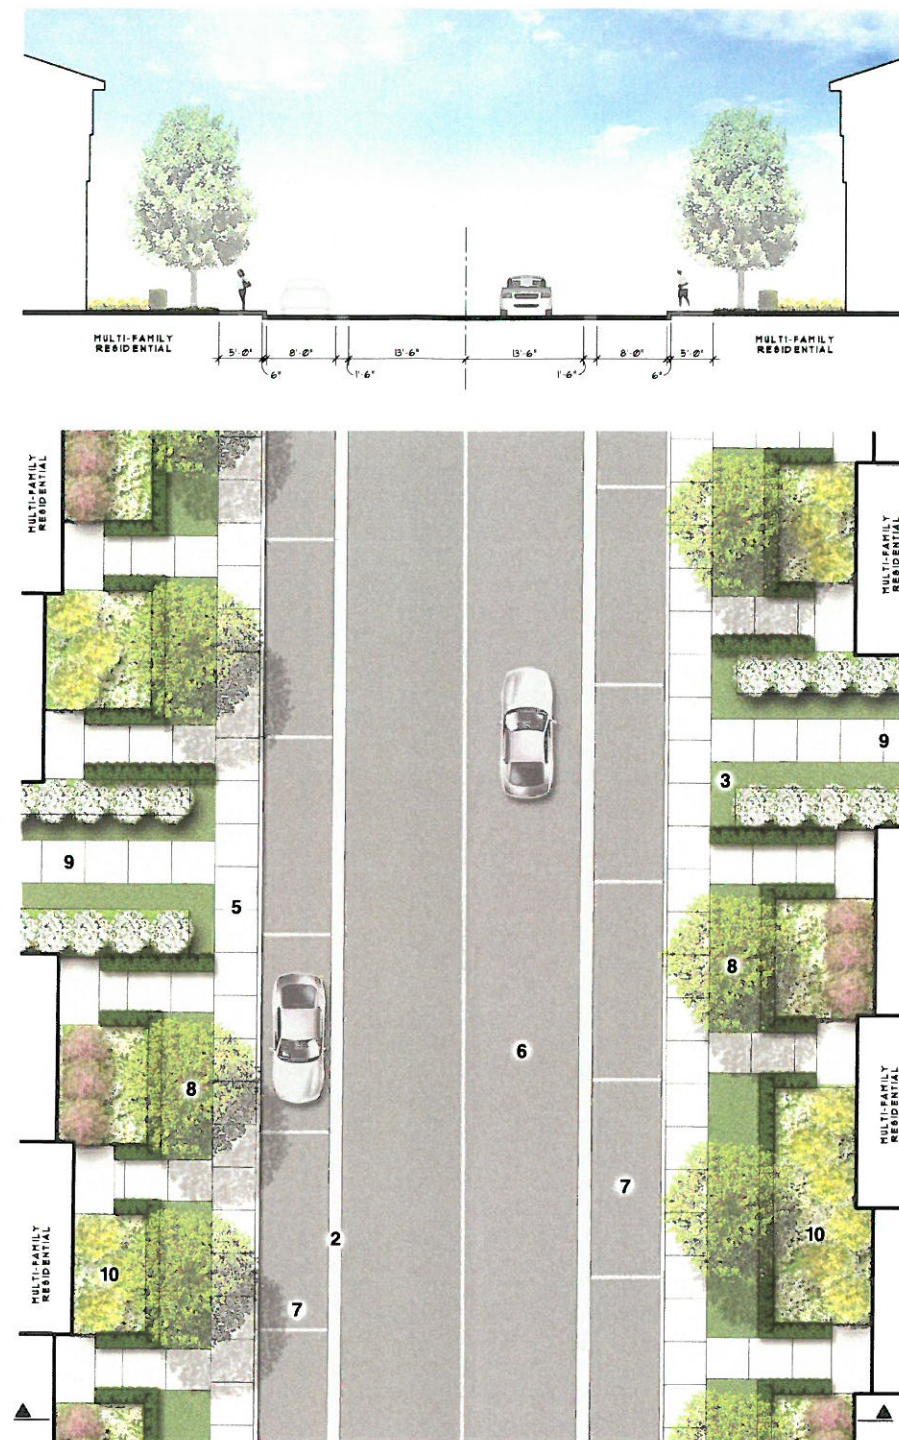 MULTI-FAMILY
RESIDENTIAL
5'-0"
6"
8'-0"
1'-6"
13'-6"
13'-6"
1'-6"
8'-0"
6"
5'-0"
MULTI-FAMILY
RESIDENTIAL
MULTI-FAMILY
RESIDENTIAL
MULTI-FAMILY
RESIDENTIAL
9
3
9
5
8
6
8
MULTI-FAMILY
RESIDENTIAL
7
MULTI-FAMILY
RESIDENTIAL
2
10
10
7